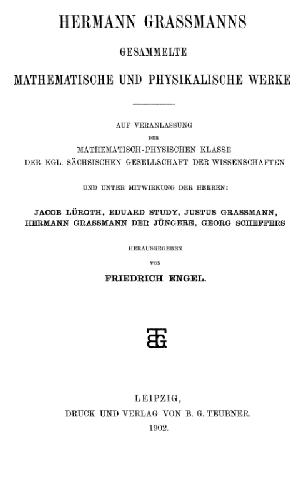 HERMANN GRASSMANNS
GESAMMELTE
MATHEMATISCHE UND PHYSIKALISCHE WERKE
AUF VERANLASSUNG
DER
MATHEMATISCH-PHYSISCHEN KLASSE
DER KGL. SÄCHSISCHEN GESELLSCHAFT DER WISSENSCHAFTEN
UND UNTER MITWIRKUNG DER HERREN:
JACOB LÜROTH, EDUARD STUDY, JUSTUS GRASSMANN,
HERMANN GRASSMANN DER JÜNGERE, GEORG SCHEFFERS
HERAUSGEGEBEN
VON
FRIEDRICH ENGEL.
BTG
LEIPZIG,
DRUCK UND VERLAG VON B. G. TEUBNER.
1902.